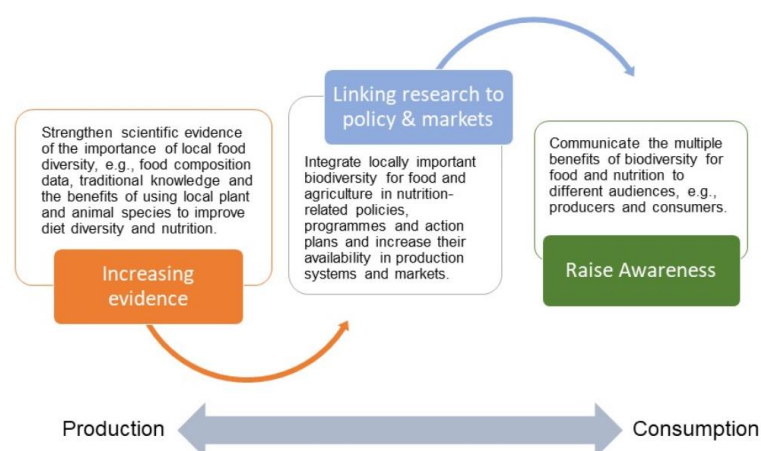 Strengthen scientific evidence
of the importance of local food
diversity, e.g., food composition
data, traditional knowledge and
the benefits of using local plant
and animal species to improve
diet diversity and nutrition.
Increasing
evidence
Linking research to
policy & markets
Integrate locally important
biodiversity for food and
agriculture in nutrition-
related policies,
programmes and action
plans and increase their
availability in production
systems and markets.
Communicate the multiple
benefits of biodiversity for
food and nutrition to
different audiences, e.g.,
producers and consumers.
Raise Awareness
Production
Consumption